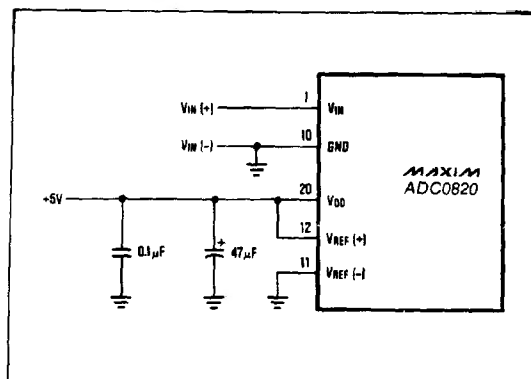 VIN (+)
1
VIN
VIN (-)
10
GND
MAXIM
ADC0820
+5V
20
VDD
12
VREF (+)
0.1µF
+
47µF
11
VREF (-)